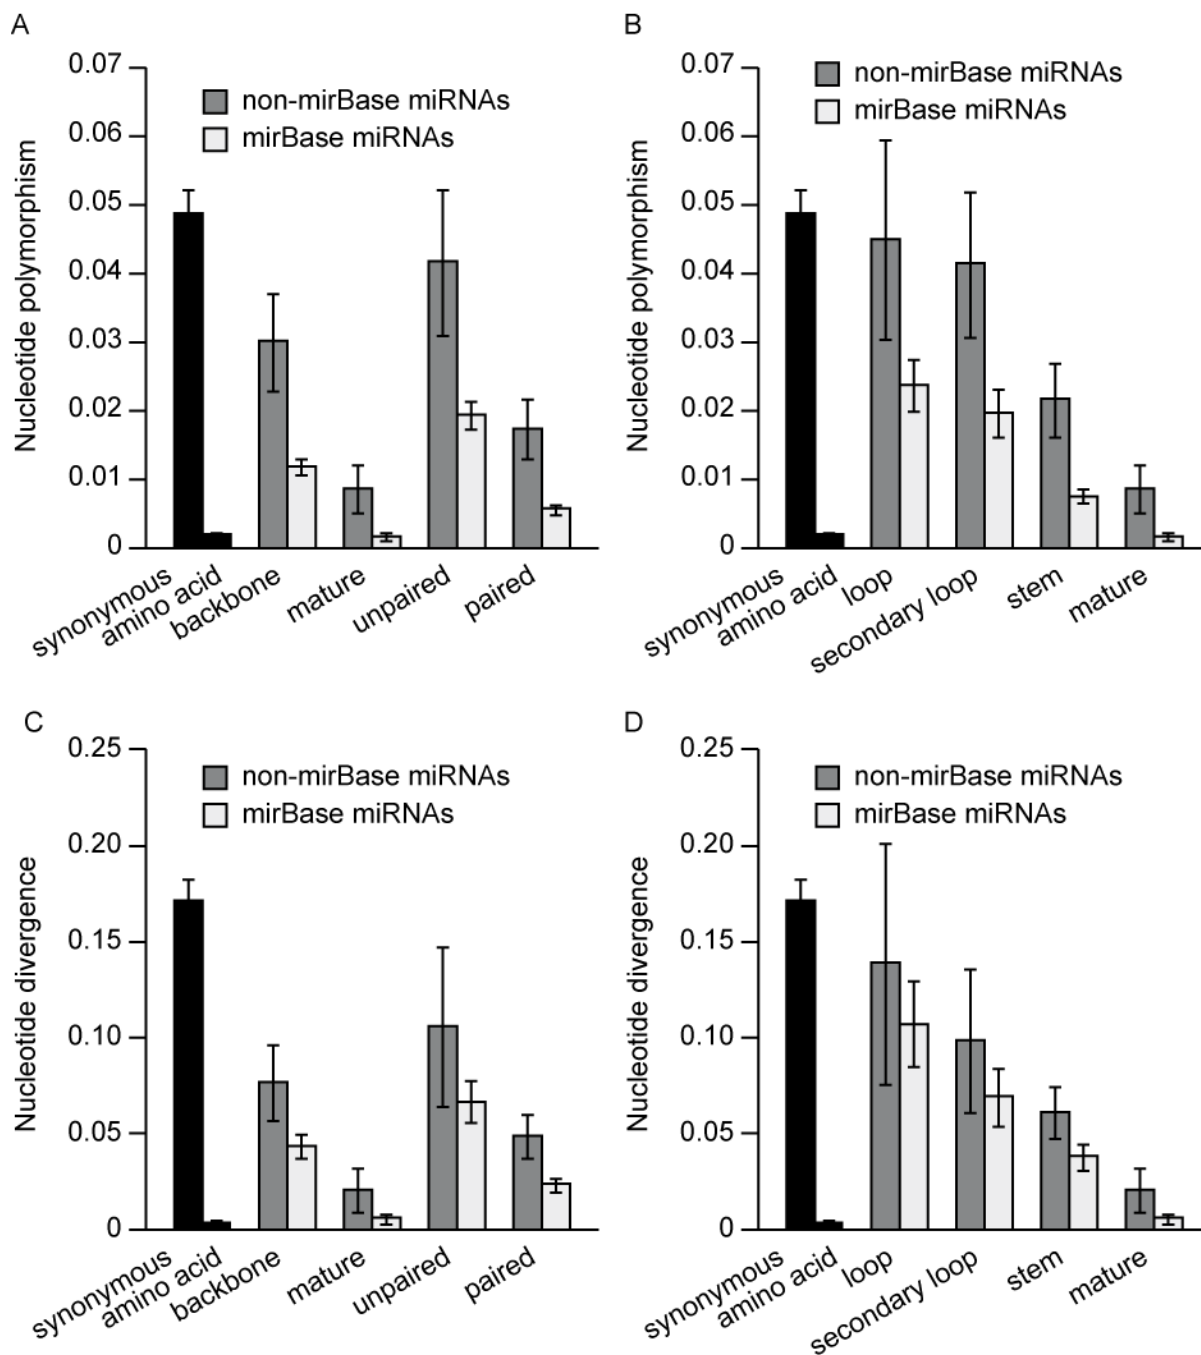 A
Nucleotide polymorphism
0.07
0.06
0.05
0.04
0.03
0.02
0.01
0
non-mirBase miRNAs
mirBase miRNAs
synonymous
amino acid
backbone
mature
unpaired
paired
B
Nucleotide polymorphism
0.07
0.06
0.05
0.04
0.03
0.02
0.01
0
non-mirBase miRNAs
mirBase miRNAs
synonymous
amino acid
loop
secondary loop
stem
mature
C
Nucleotide divergence
0.25
0.20
0.15
0.10
0.05
0
non-mirBase miRNAs
mirBase miRNAs
synonymous
amino acid
backbone
mature
unpaired
paired
D
Nucleotide divergence
0.25
0.20
0.15
0.10
0.05
0
non-mirBase miRNAs
mirBase miRNAs
synonymous
amino acid
loop
secondary loop
stem
mature